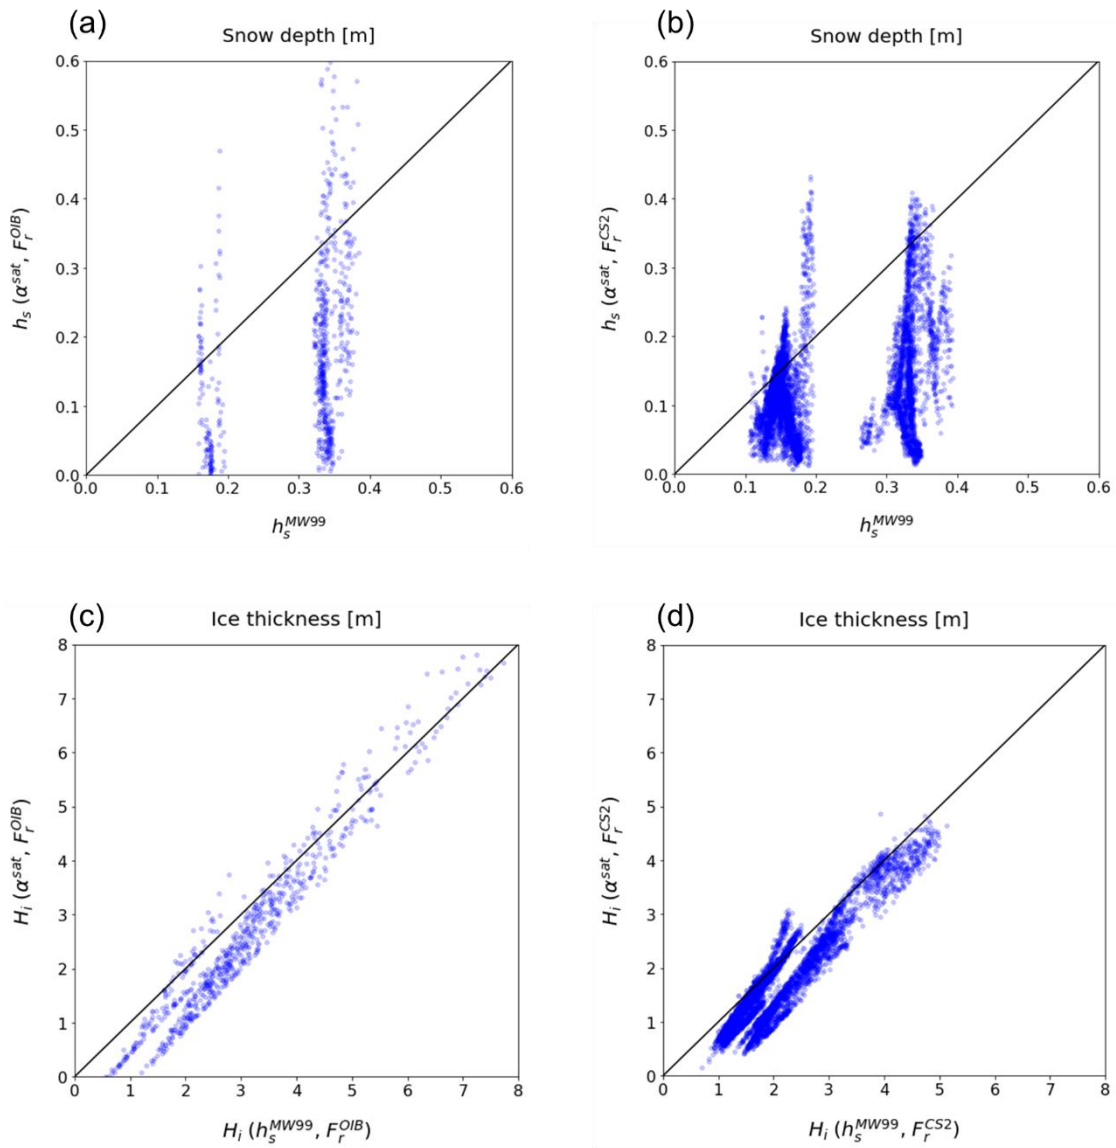 (a) (b)
Snow depth [m] Snow depth [m]
0.6 0.6
0.5 0.5
0.4 0.4
0.3 0.3
0.2 0.2
0.1 0.1
0.0 0.0
h_s (α^sat, F_r^OIB) h_s (α^sat, F_r^CS2)
0.0 0.1 0.2 0.3 0.4 0.5 0.6 0.0 0.1 0.2 0.3 0.4 0.5 0.6
h_s^MW99 h_s^MW99
(c) (d)
Ice thickness [m] Ice thickness [m]
8 8
7 7
6 6
5 5
4 4
3 3
2 2
1 1
0 0
H_i (α^sat, F_r^OIB) H_i (α^sat, F_r^CS2)
0 1 2 3 4 5 6 7 8 0 1 2 3 4 5 6 7 8
H_i (h_s^MW99, F_r^OIB) H_i (h_s^MW99, F_r^CS2)